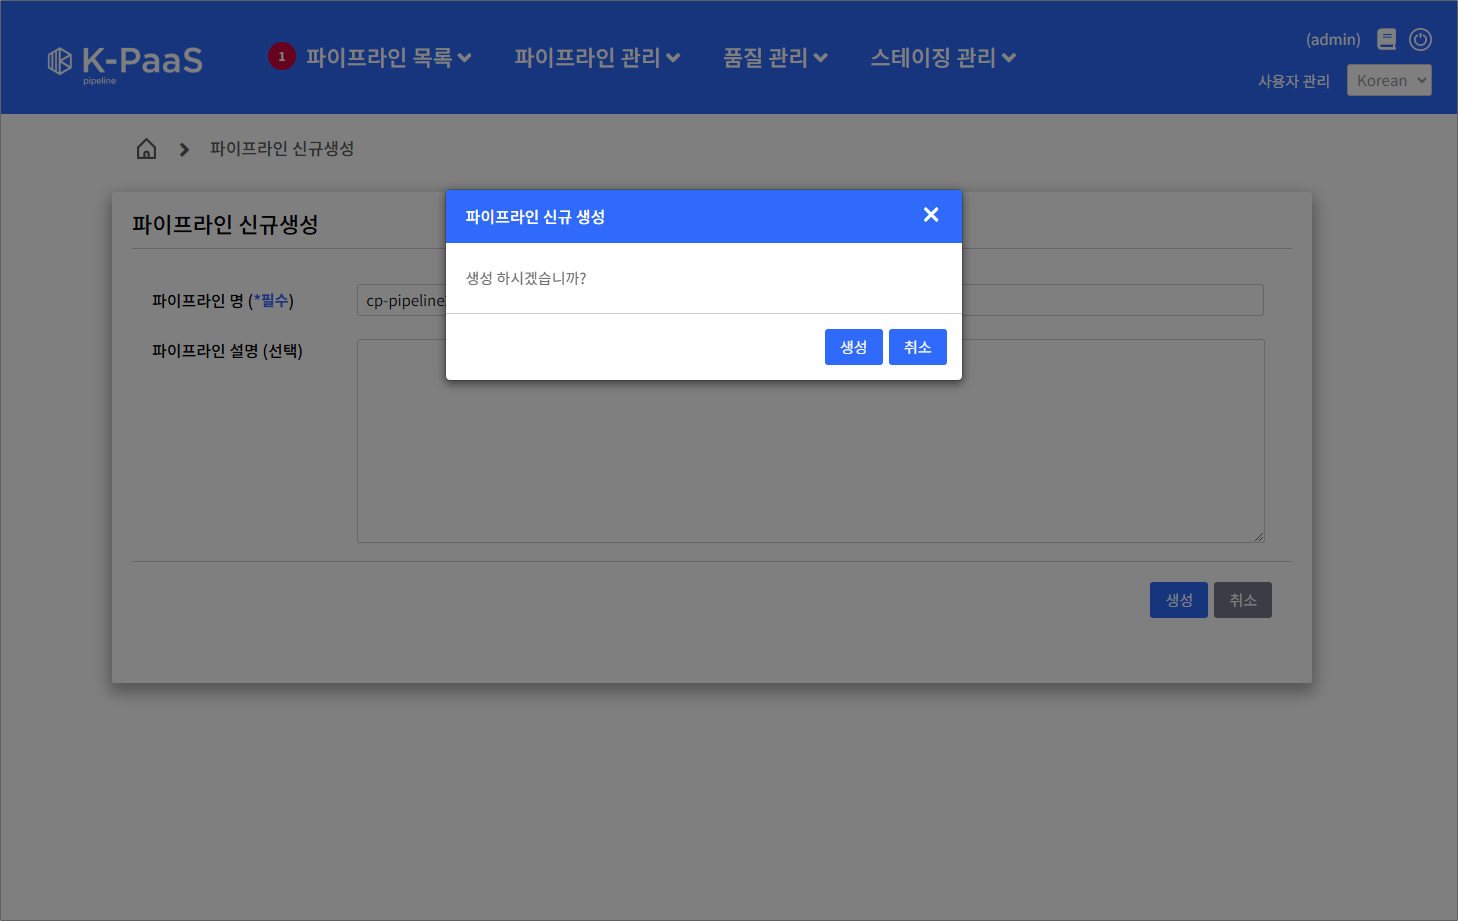 K-PaaS
pipeline
1 파이프라인 목록
파이프라인 관리
품질 관리
스테이징 관리
(admin)
사용자 관리
Korean
파이프라인 신규생성
파이프라인 신규생성
파이프라인 신규 생성
생성 하시겠습니까?
생성
취소
파이프라인 명 (*필수)
cp-pipeline
파이프라인 설명 (선택)
생성
취소